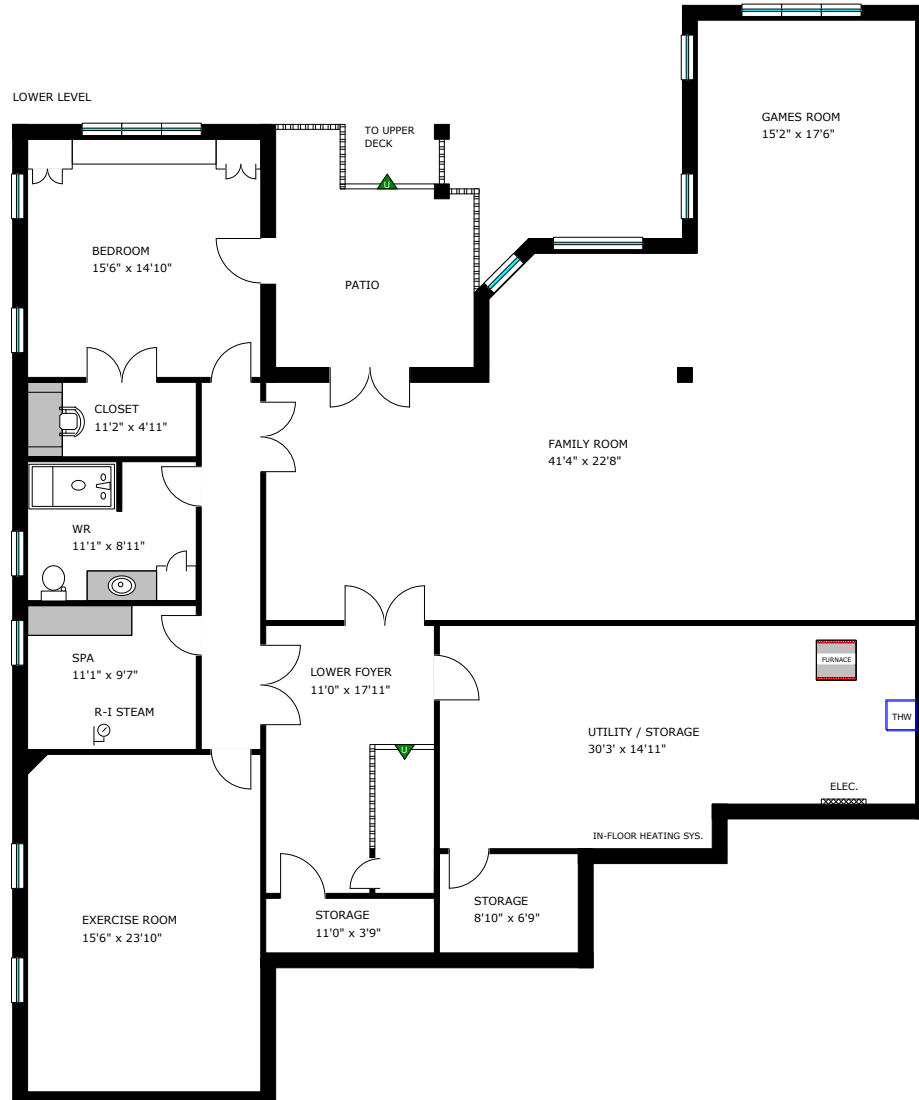 LOWER LEVEL
GAMES ROOM
15'2" x 17'6"
TO UPPER
DECK
U
BEDROOM
15'6" x 14'10"
PATIO
CLOSET
11'2" x 4'11"
FAMILY ROOM
41'4" x 22'8"
WR
11'1" x 8'11"
SPA
11'1" x 9'7"
R-I STEAM
LOWER FOYER
11'0" x 17'11"
U
FURNACE
THW
UTILITY / STORAGE
30'3' x 14'11"
ELEC.
IN-FLOOR HEATING SYS.
EXERCISE ROOM
15'6" x 23'10"
STORAGE
11'0" x 3'9"
STORAGE
8'10" x 6'9"